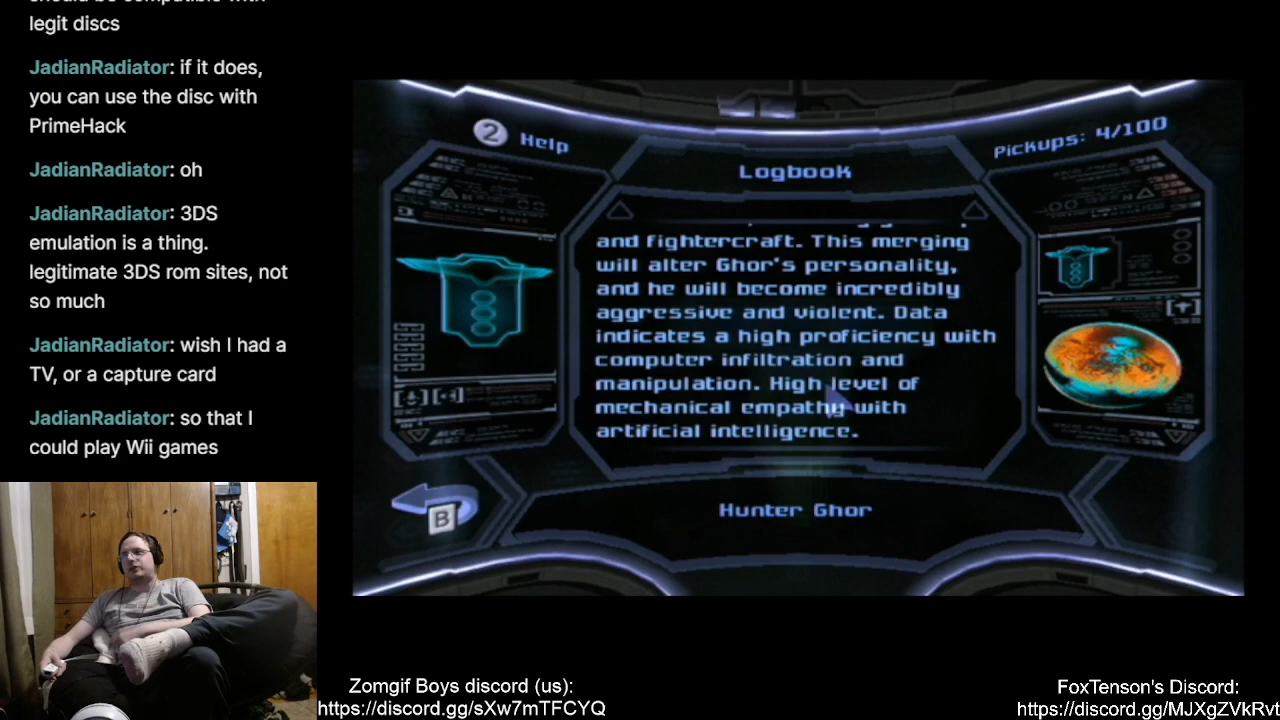 legit discs
JadianRadiator: if it does,
you can use the disc with
PrimeHack
JadianRadiator: oh
JadianRadiator: 3DS
emulation is a thing.
legitimate 3DS rom sites, not
so much
JadianRadiator: wish I had a
TV, or a capture card
JadianRadiator: so that I
could play Wii games
2 Help
Pickups: 4/100
Logbook
and fightercraft. This merging
will alter Ghor's personality,
and he will become incredibly
aggressive and violent. Data
indicates a high proficiency with
computer infiltration and
manipulation. High level of
mechanical empathy with
artificial intelligence.
B
Hunter Ghor
Zomgif Boys discord (us):
https://discord.gg/sXw7mTFCYQ
FoxTenson's Discord:
https://discord.gg/MJXgZVkRvt